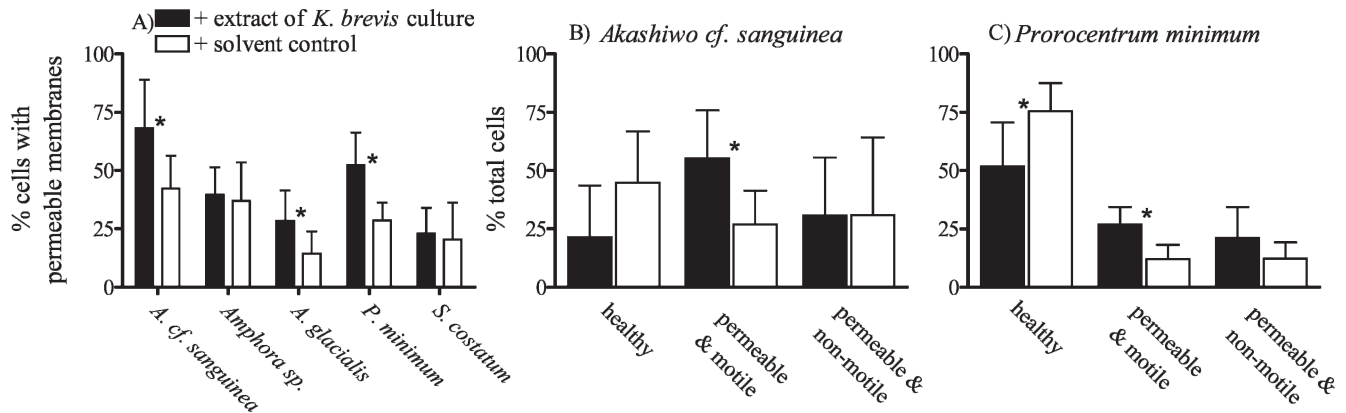 A)
+ extract of K. brevis culture
+ solvent control
% cells with
permeable membranes
100
75
50
25
0
*
*
*
A. cf. sanguinea
Amphora sp.
A. glacialis
P. minimum
S. costatum
B) Akashiwo cf. sanguinea
% total cells
100
75
50
25
0
*
healthy
permeable
& motile
permeable &
non-motile
C) Prorocentrum minimum
100
75
50
25
0
*
*
healthy
permeable
& motile
permeable &
non-motile